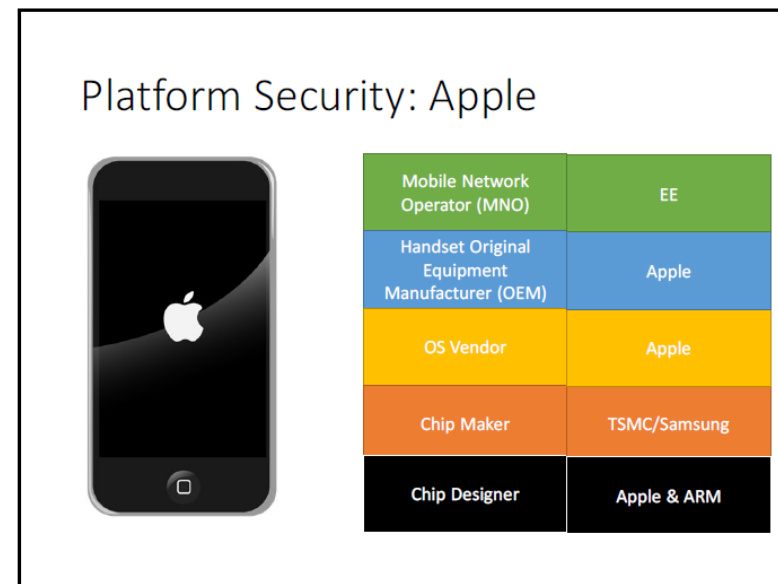 Platform Security: Apple
Mobile Network
Operator (MNO)
EE
Handset Original
Equipment
Manufacturer (OEM)
Apple
OS Vendor
Apple
Chip Maker
TSMC/Samsung
Chip Designer
Apple & ARM